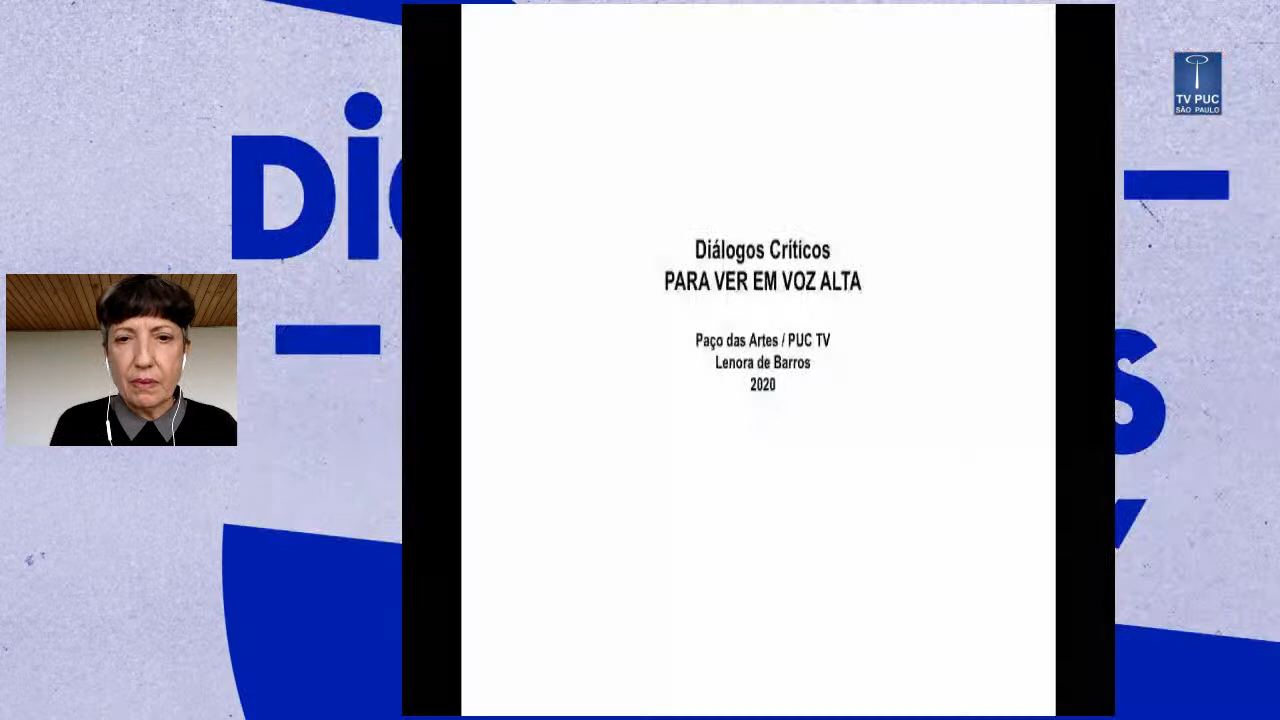 Diálogos Críticos
PARA VER EM VOZ ALTA
Paço das Artes / PUC TV
Lenora de Barros
2020
TV PUC
SÃO PAULO